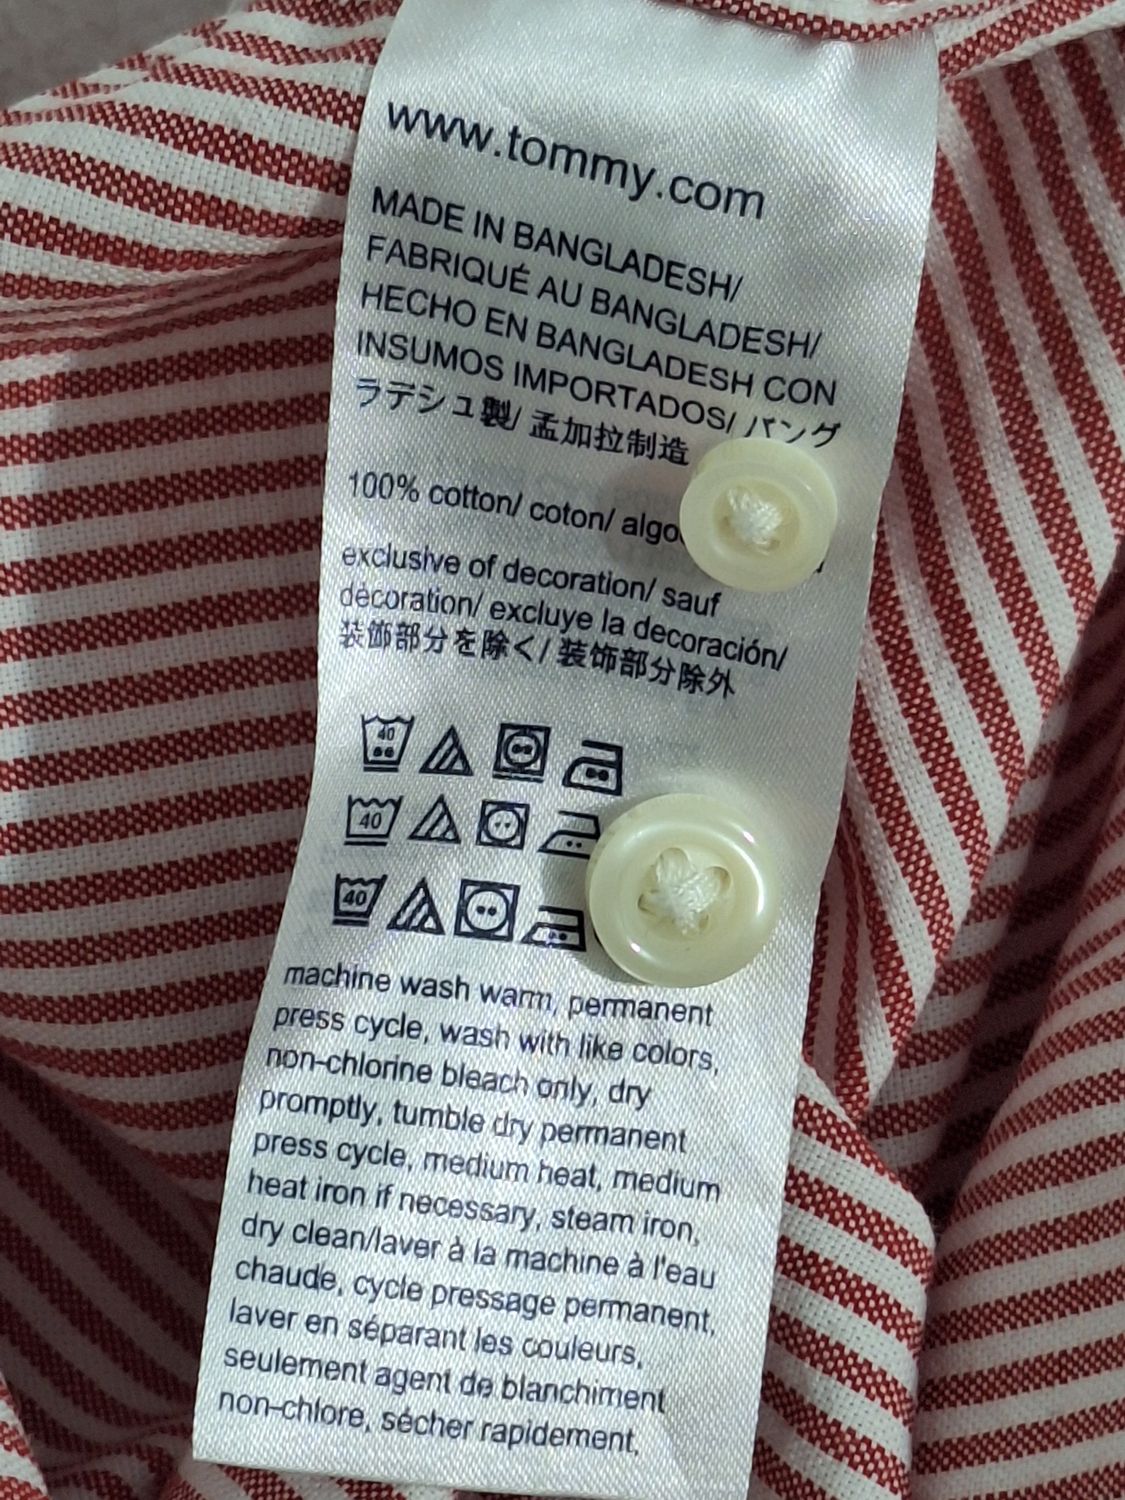 www.tommy.com
MADE IN BANGLADESH/
FABRIQUÉ AU BANGLADESH/
HECHO EN BANGLADESH CON
INSUMOS IMPORTADOS/ バング
ラデシュ製/ 孟加拉制造
100% cotton/ coton/
exclusive of decoration/ sauf
décoration/ excluye la decoración/
装飾部分を除く/ 装饰部分除外
40
40
40
machine wash warm, permanent
press cycle, wash with like colors,
non-chlorine bleach only, dry
promptly, tumble dry permanent
press cycle, medium heat, medium
heat iron if necessary, steam iron,
dry clean/laver à la machine à l'eau
chaude, cycle pressage permanent,
laver en séparant les couleurs,
seulement agent de blanchiment
non-chlore, sécher rapidement,